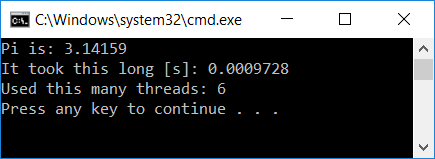 C:\Windows\system32\cmd.exe
Pi is: 3.14159
It took this long [s]: 0.0009728
Used this many threads: 6
Press any key to continue . . .